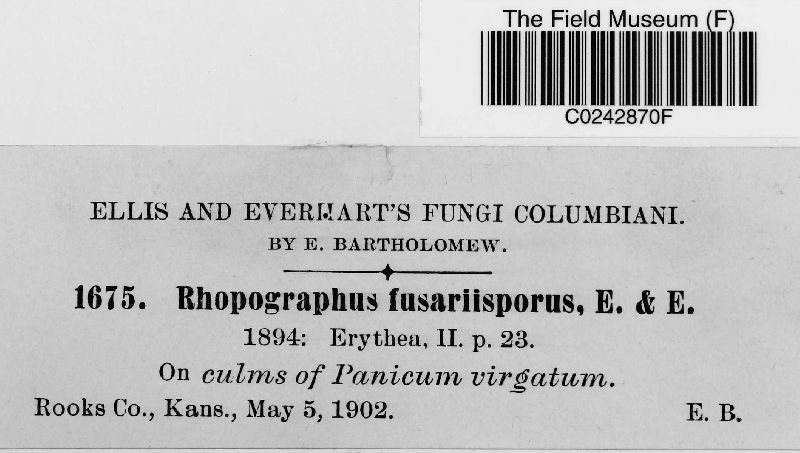 The Field Museum (F)
C0242870F
ELLIS AND EVERHART'S FUNGI COLUMBIANI.
BY E. BARTHOLOMEW.
1675. Rhopographus fusariisporus, E. & E.
1894: Erythea, II. p. 23.
On culms of Panicum virgatum.
Rooks Co., Kans., May 5, 1902. E. B.